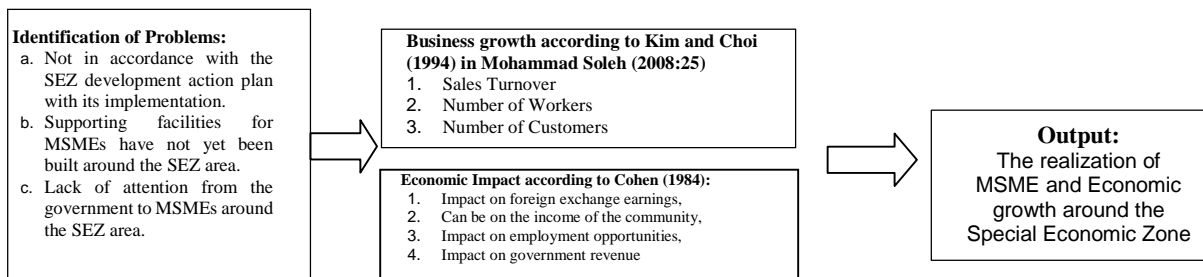 Identification of Problems:
a. Not in accordance with the
SEZ development action plan
with its implementation.
b. Supporting facilities for
MSMEs have not yet been
built around the SEZ area.
c. Lack of attention from the
government to MSMEs around
the SEZ area.
Business growth according to Kim and Choi
(1994) in Mohammad Soleh (2008:25)
1. Sales Turnover
2. Number of Workers
3. Number of Customers
Economic Impact according to Cohen (1984):
1. Impact on foreign exchange earnings,
2. Can be on the income of the community,
3. Impact on employment opportunities,
4. Impact on government revenue
Output:
The realization of
MSME and Economic
growth around the
Special Economic Zone